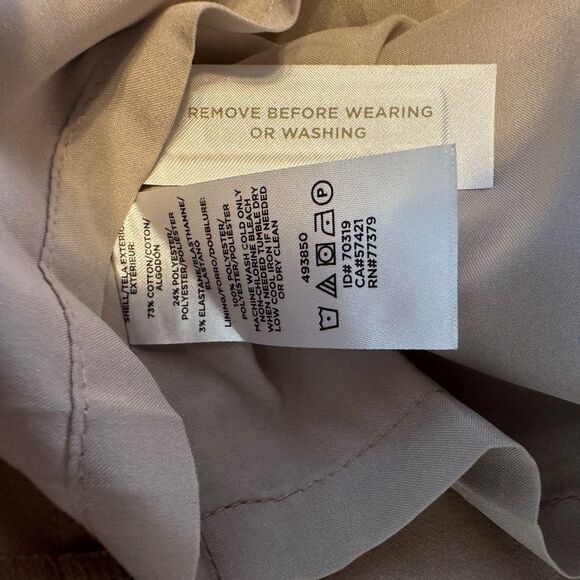 REMOVE BEFORE WEARING
OR WASHING
SHELL/TELA EXTERIOR/
EXTÉRIEUR:
73% COTTON/COTON/
ALGODÓN
24% POLYESTER/
POLYESTER/POLIÉSTER
3% ELASTANE/ELASTHANNE/
ELASTANO
LINING/FORRO/DOUBLURE:
100% POLYESTER/
POLYESTER/POLIÉSTER
MACHINE WASH COLD ONLY
NON-CHLORINE BLEACH
WHEN NEEDED TUMBLE DRY
LOW COOL IRON IF NEEDED
OR DRY CLEAN
493850
P
ID# 70319
CA#57421
RN#77379